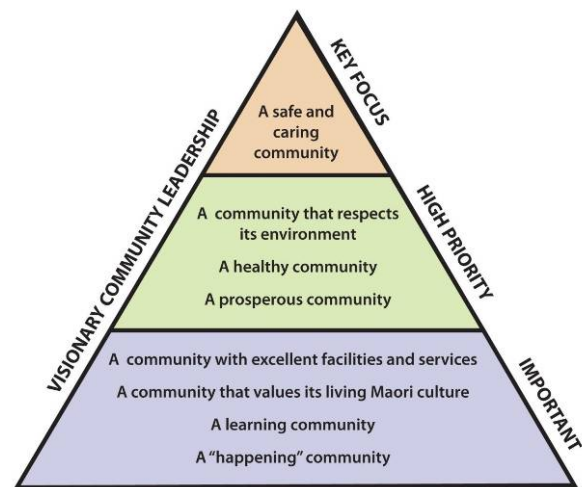 VISIONARY COMMUNITY LEADERSHIP
KEY FOCUS
A safe and
caring
community
HIGH PRIORITY
A community that respects
its environment
A healthy community
A prosperous community
IMPORTANT
A community with excellent facilities and services
A community that values its living Maori culture
A learning community
A “happening” community